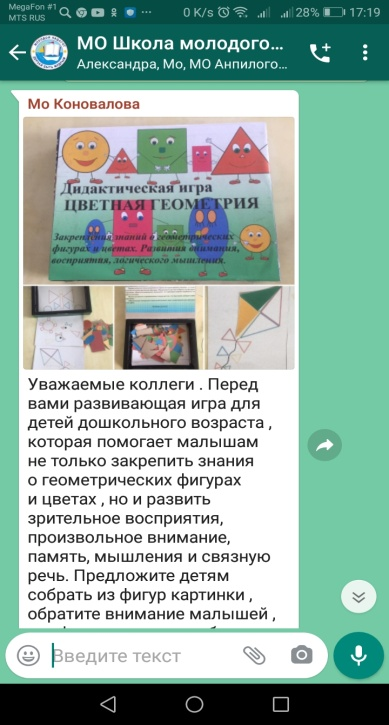 MegaFon #1
MTS RUS
0 K/s
28%
17:19
МО Школа молодого...
Александра, Мо, МО Анпилого...
Мо Коновалова
Дидактическая игра
ЦВЕТНАЯ ГЕОМЕТРИЯ
Закрепления знаний о геометрических
фигурах и цветах. Развития внимания,
восприятия, логического мышления.
Уважаемые коллеги . Перед
вами развивающая игра для
детей дошкольного возраста ,
которая помогает малышам
не только закрепить знания
о геометрических фигурах
и цветах , но и развить
зрительное восприятия,
произвольное внимание,
память, мышления и связную
речь. Предложите детям
собрать из фигур картинки ,
обратите внимание малышей ,
Введите текст